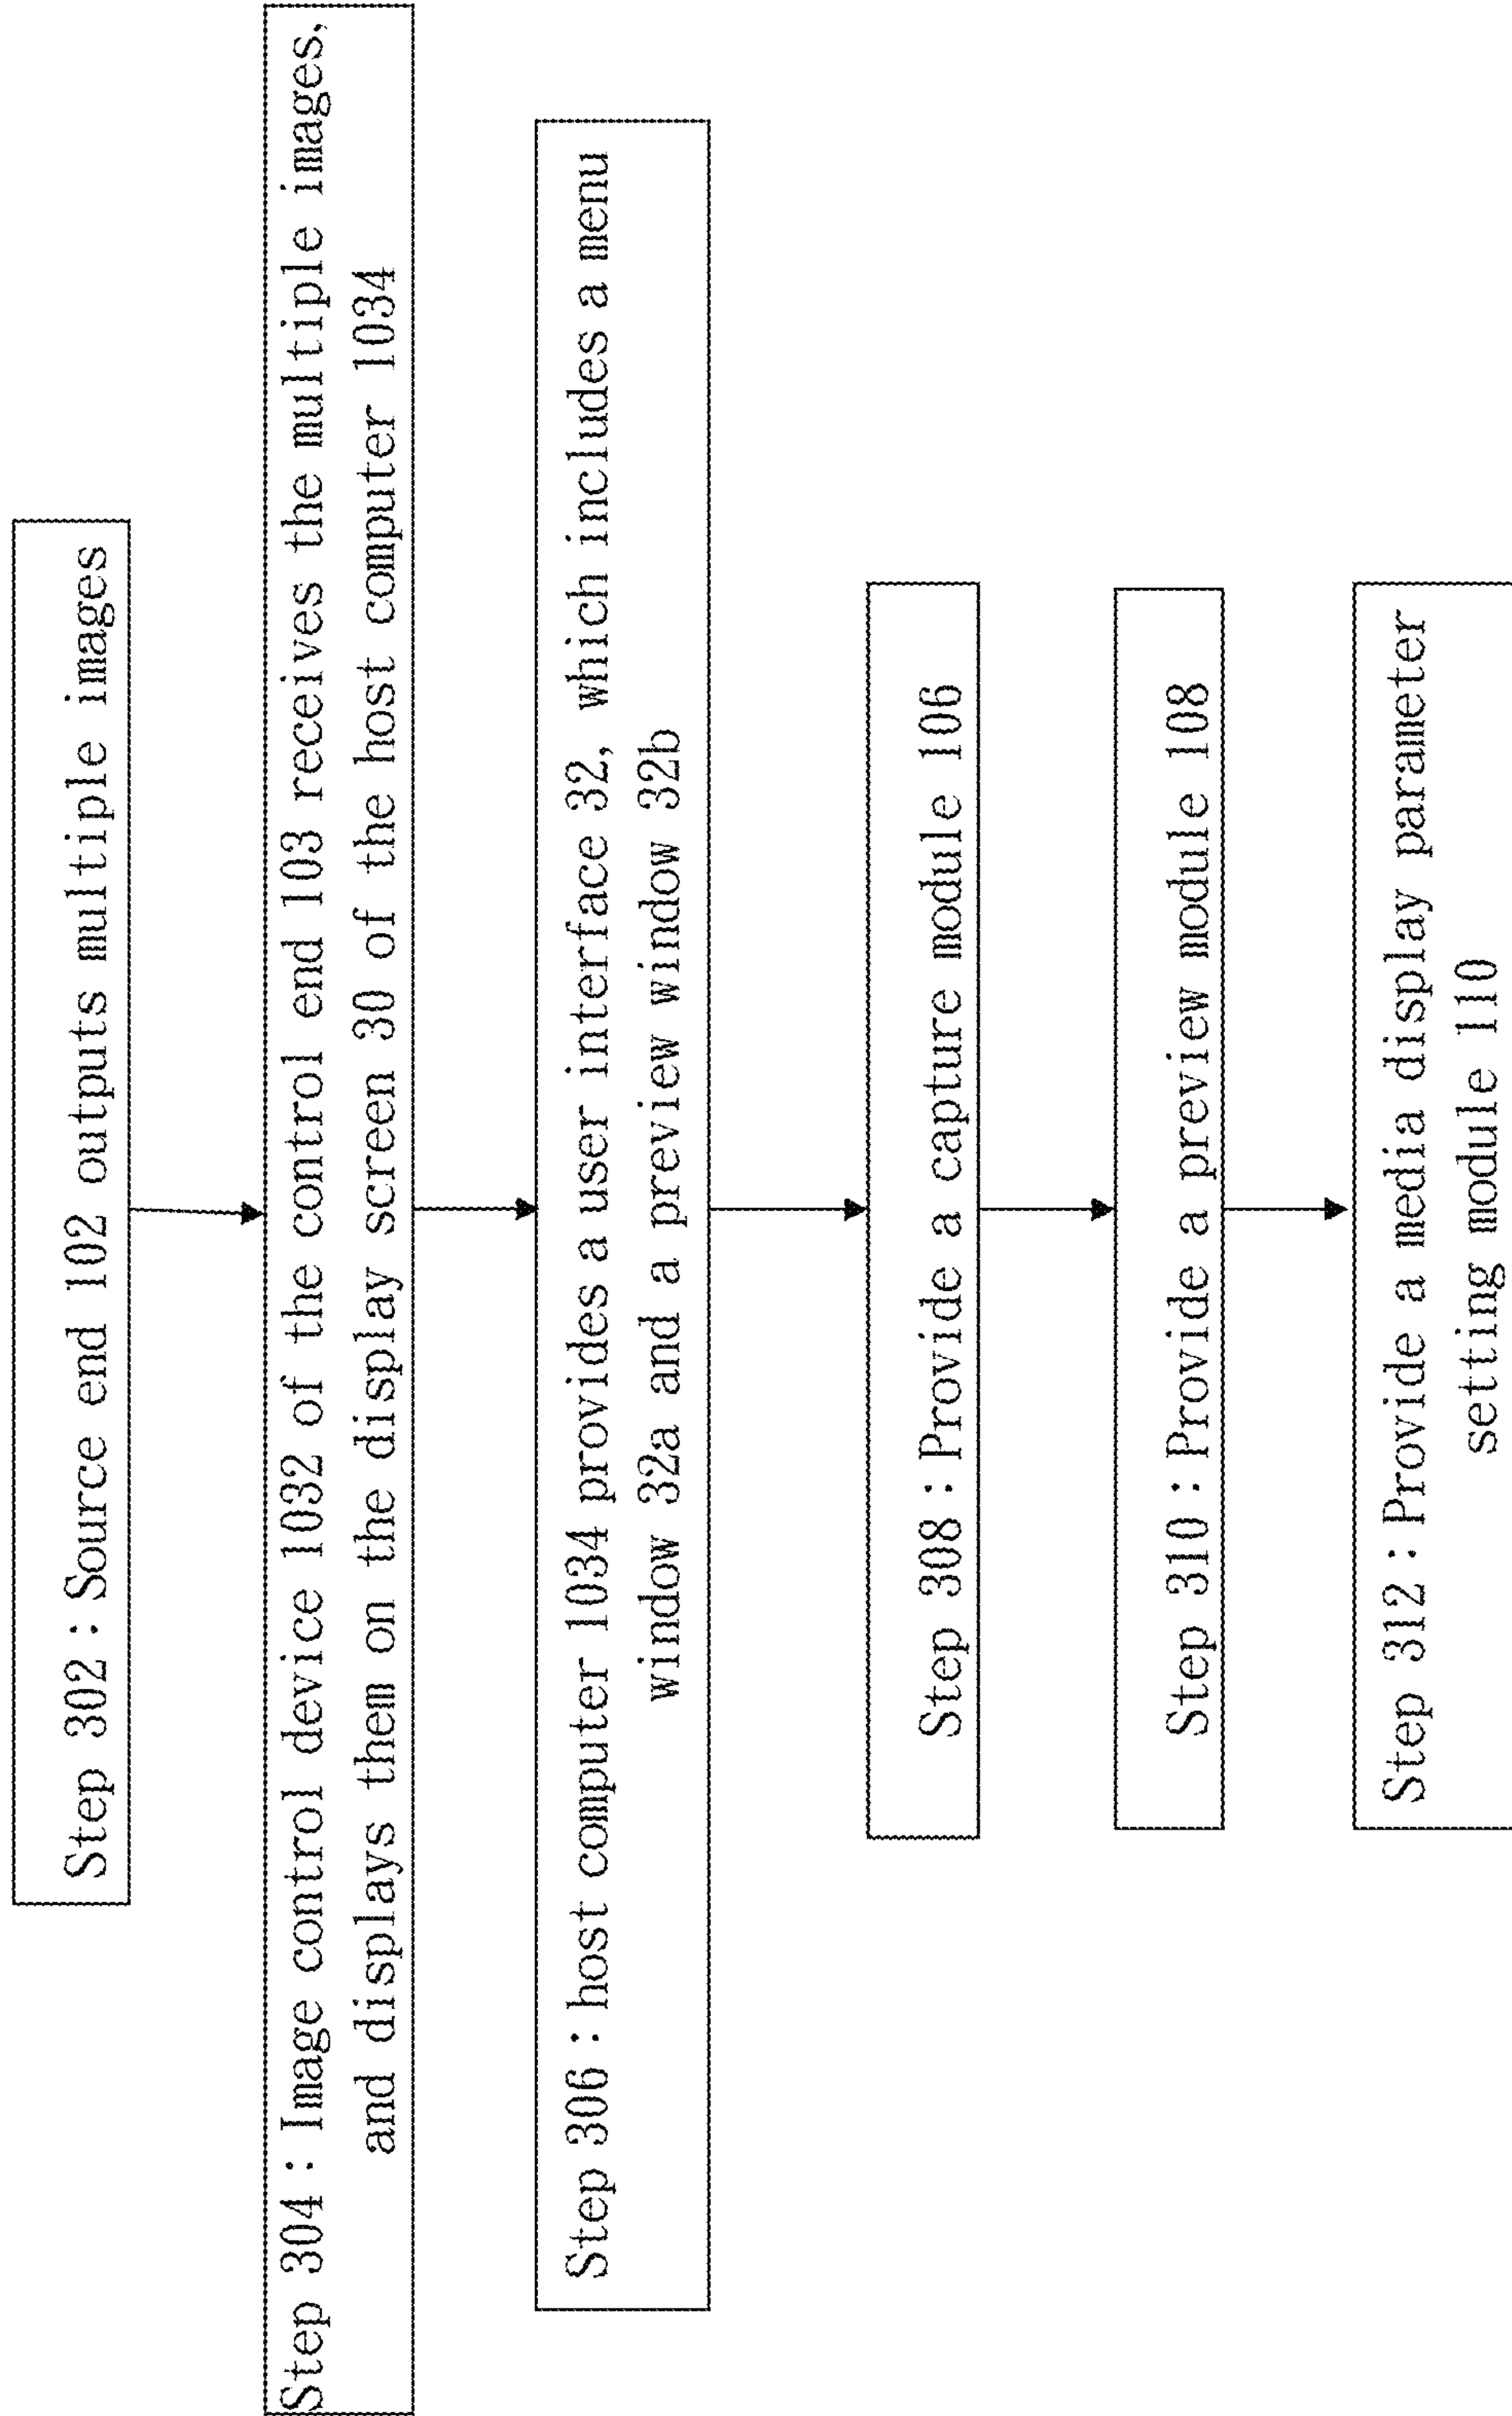 Step 302 : Source end 102 outputs multiple images
Step 304 : Image control device 1032 of the control end 103 receives the multiple images,
and displays them on the display screen 30 of the host computer 1034
Step 306 : host computer 1034 provides a user interface 32, which includes a menu
window 32a and a preview window 32b
Step 308 : Provide a capture module 106
Step 310 : Provide a preview module 108
Step 312 : Provide a media display parameter
setting module 110